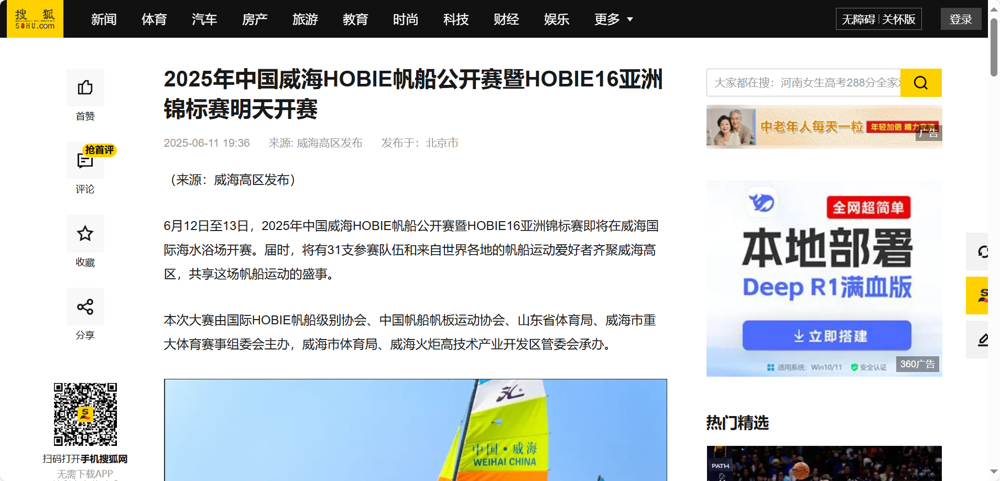 搜狐
SOHU.com
新闻
体育
汽车
房产
旅游
教育
时尚
科技
财经
娱乐
更多
无障碍
关怀版
登录
首赞
抢首评
评论
收藏
分享
扫码打开手机搜狐网
无需下载APP
2025年中国威海HOBIE帆船公开赛暨HOBIE16亚洲
锦标赛明天开赛
2025-06-11 19:36
来源: 威海高区发布
发布于：北京市
（来源：威海高区发布）
6月12日至13日，2025年中国威海HOBIE帆船公开赛暨HOBIE16亚洲锦标赛即将在威海国
际海水浴场开赛。届时，将有31支参赛队伍和来自世界各地的帆船运动爱好者齐聚威海高
区，共享这场帆船运动的盛事。
本次大赛由国际HOBIE帆船级别协会、中国帆船帆板运动协会、山东省体育局、威海市重
大体育赛事组委会主办，威海市体育局、威海火炬高技术产业开发区管委会承办。
中国·威海
WEIHAI CHINA
大家都在搜：河南女生高考288分全家
中老年人每天一粒
年轻加倍 精力充沛
广告
全网超简单
本地部署
Deep R1满血版
立即搭建
适用系统：Win10/11
安全认证
360广告
热门精选
PATH.